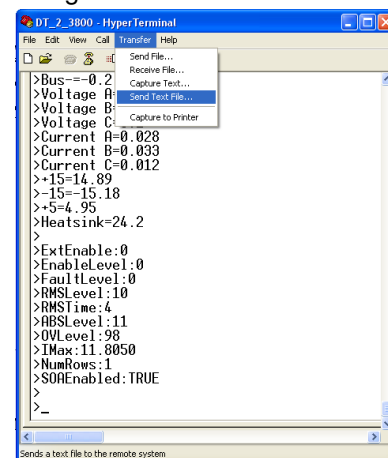 DT_2_3800 - HyperTerminal
File Edit View Call Transfer Help
Send File...
Receive File...
Capture Text...
Send Text File...
Capture to Printer
>Bus-=-0.2
>Voltage A=
>Voltage B=
>Voltage C=
>Current A=0.028
>Current B=0.033
>Current C=0.012
>+15=14.89
>-15=-15.18
>+5=4.95
>Heatsink=24.2
>
>ExtEnable:0
>EnableLevel:0
>FaultLevel:0
>RMSLevel:10
>RMSTime:4
>ABSLevel:11
>OVLevel:98
>IMax:11.8050
>NumRows:1
>SOAEnabled:TRUE
>
>_
Sends a text file to the remote system